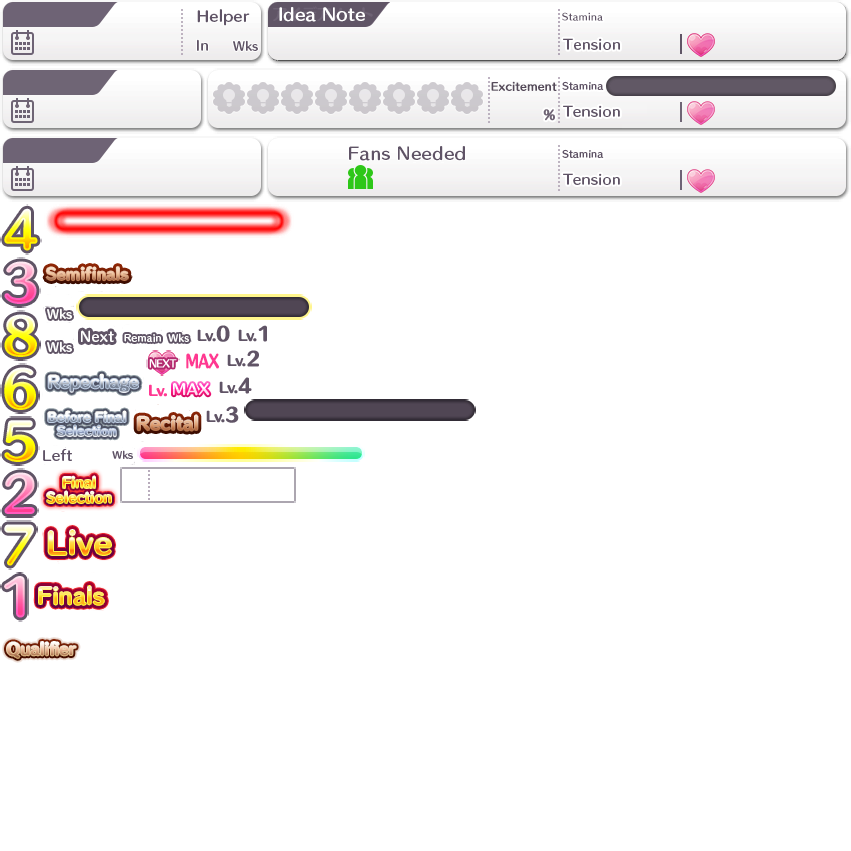 Helper
In Wks
Idea Note
Stamina
Tension
Excitement
%
Stamina
Tension
Fans Needed
Stamina
Tension
4
3
Semifinals
Wks
8
Wks
Next Remain Wks Lv.0 Lv.1
NEXT MAX Lv.2
6
Repechage
Lv. MAX Lv.4
Before Final
Selection
Recital
Lv.3
5
Left Wks
2
Final
Selection
7
Live
1
Finals
Qualifier